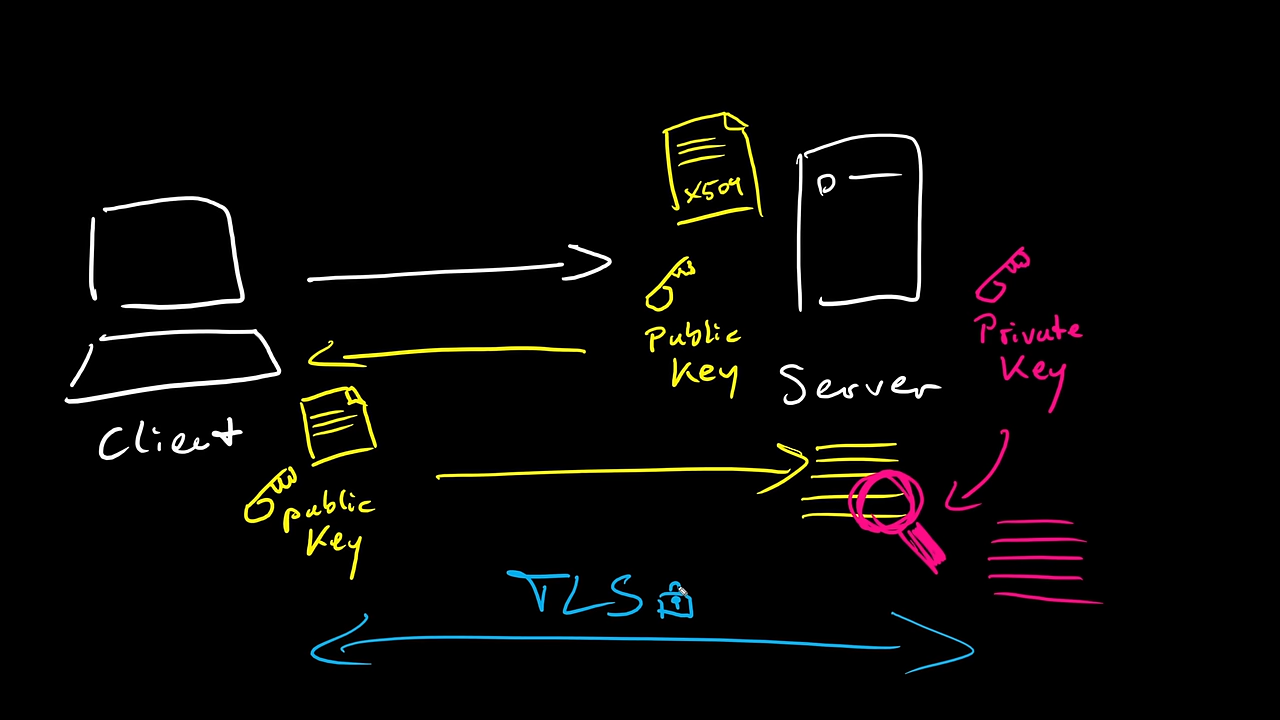 X509
Public
Key
Server
Private
Key
Client
public
Key
TLS